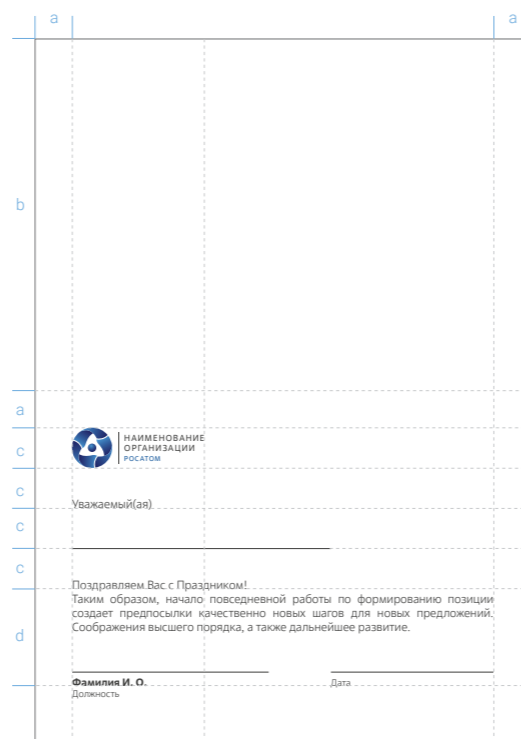 a
a
b
a
c
НАИМЕНОВАНИЕ
ОРГАНИЗАЦИИ
РОСАТОМ
c
Уважаемый(ая)
c
c
Поздравляем Вас с Праздником!
Таким образом, начало повседневной работы по формированию позиции
создает предпосылки качественно новых шагов для новых предложений.
Соображения высшего порядка, а также дальнейшее развитие.
d
Фамилия И. О.
Дата
Должность